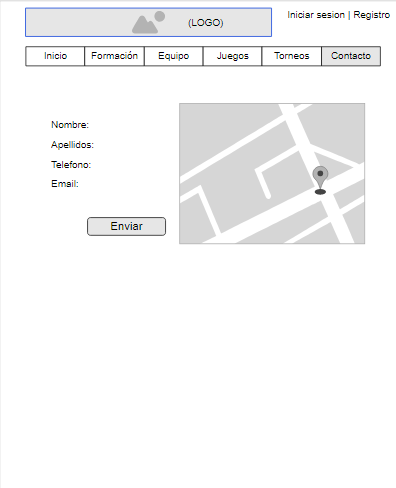 (LOGO)
Iniciar sesion | Registro
Inicio Formación Equipo Juegos Torneos Contacto
Nombre:
Apellidos:
Telefono:
Email:
Enviar